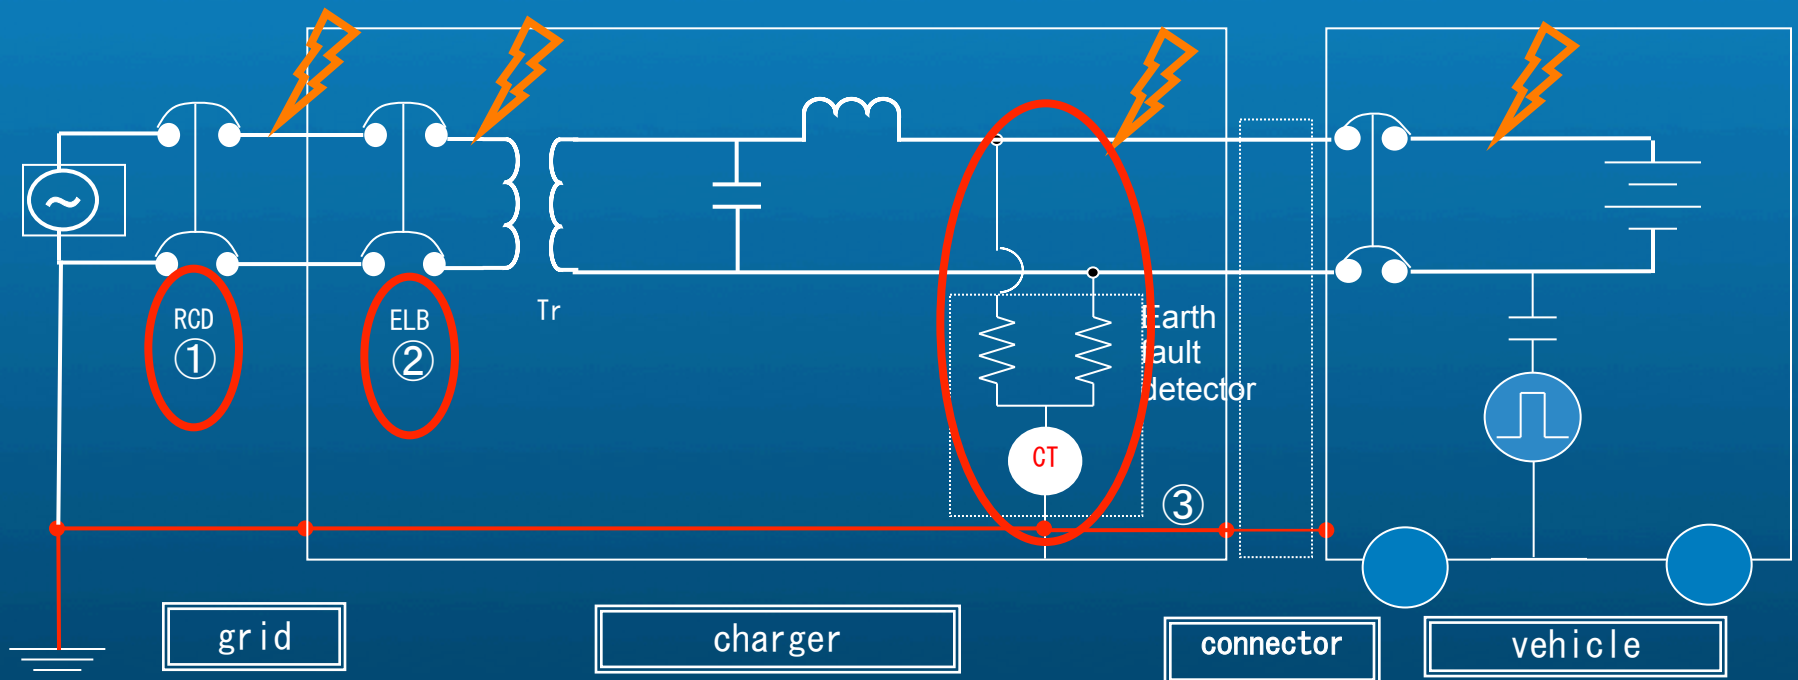 RCD
①
ELB
②
Tr
Earth
fault
detector
CT
③
grid
charger
connector
vehicle